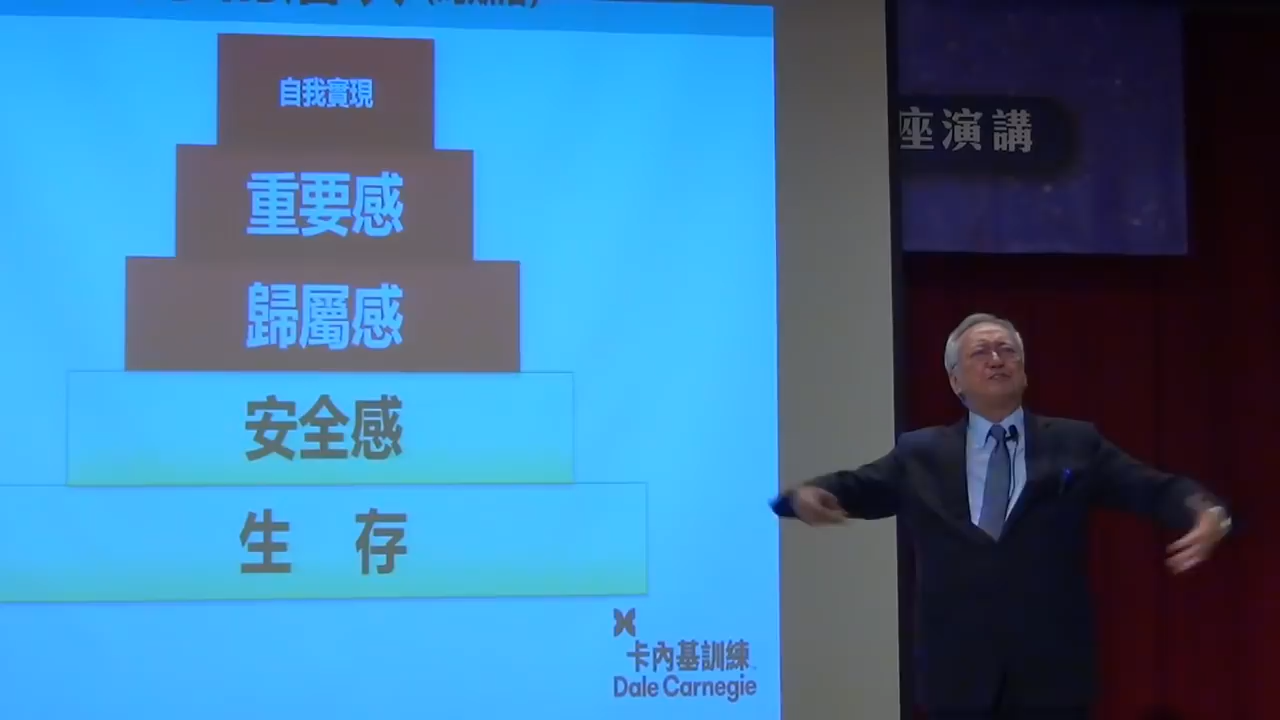 自我實現
重要感
歸屬感
安全感
生 存
卡內基訓練
Dale Carnegie
座演講